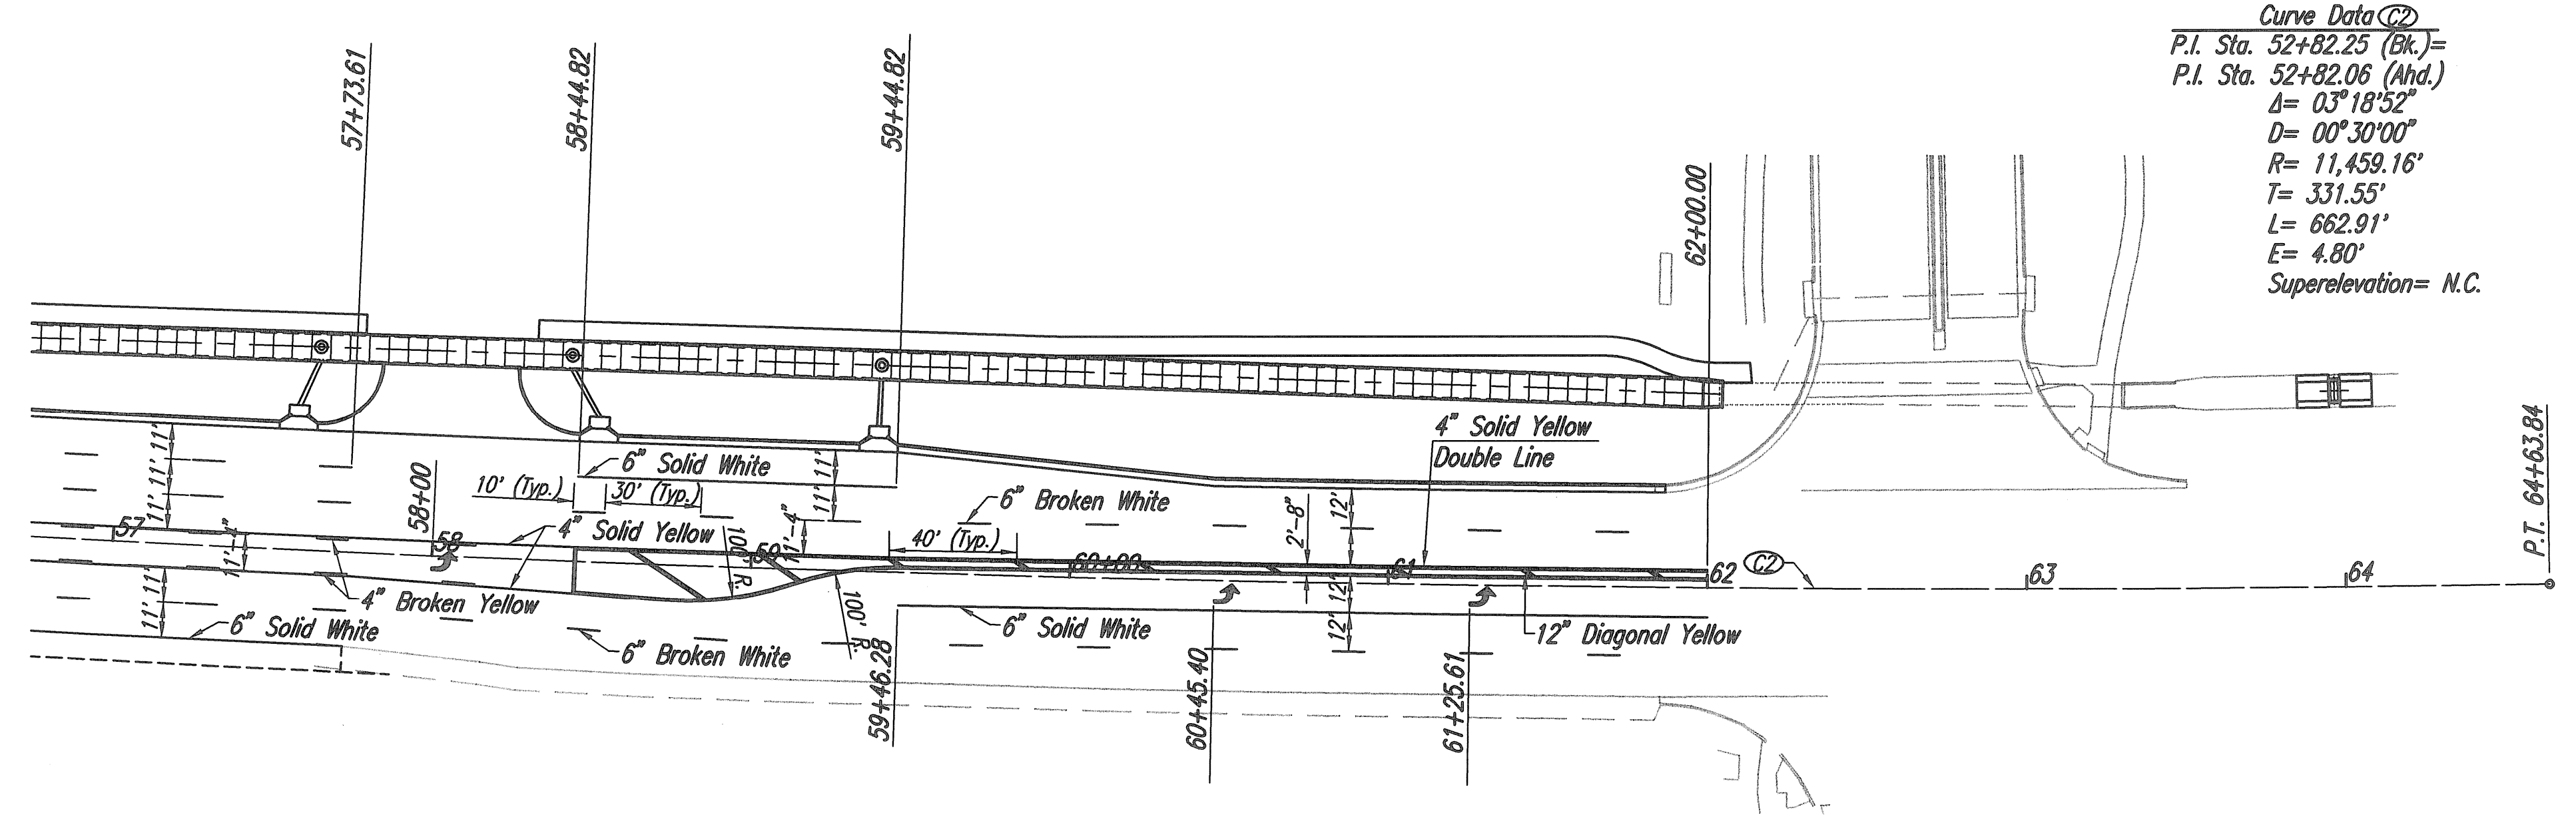 Curve Data C2
P.I. Sta. 52+82.25 (Bk.)=
P.I. Sta. 52+82.06 (Ahd.)
Δ= 03°18'52"
D= 00°30'00"
R= 11,459.16'
T= 331.55'
L= 662.91'
E= 4.80'
Superelevation= N.C.
57+73.61
58+44.82
59+44.82
62+00.00
P.T. 64+63.84
4" Solid Yellow
Double Line
11' 11' 11'
6" Solid White
11' 11'
10' (Typ.)
30' (Typ.)
58+00
6" Broken White
12'
57
11'-4"
58
4" Solid Yellow
100' R.
59
11'-4"
40' (Typ.)
60+00
2'-8"
61
62
C2
63
64
11' 11'
4" Broken Yellow
6" Solid White
6" Broken White
100' R.
6" Solid White
12'
12'
12" Diagonal Yellow
59+46.28
60+45.40
61+25.61